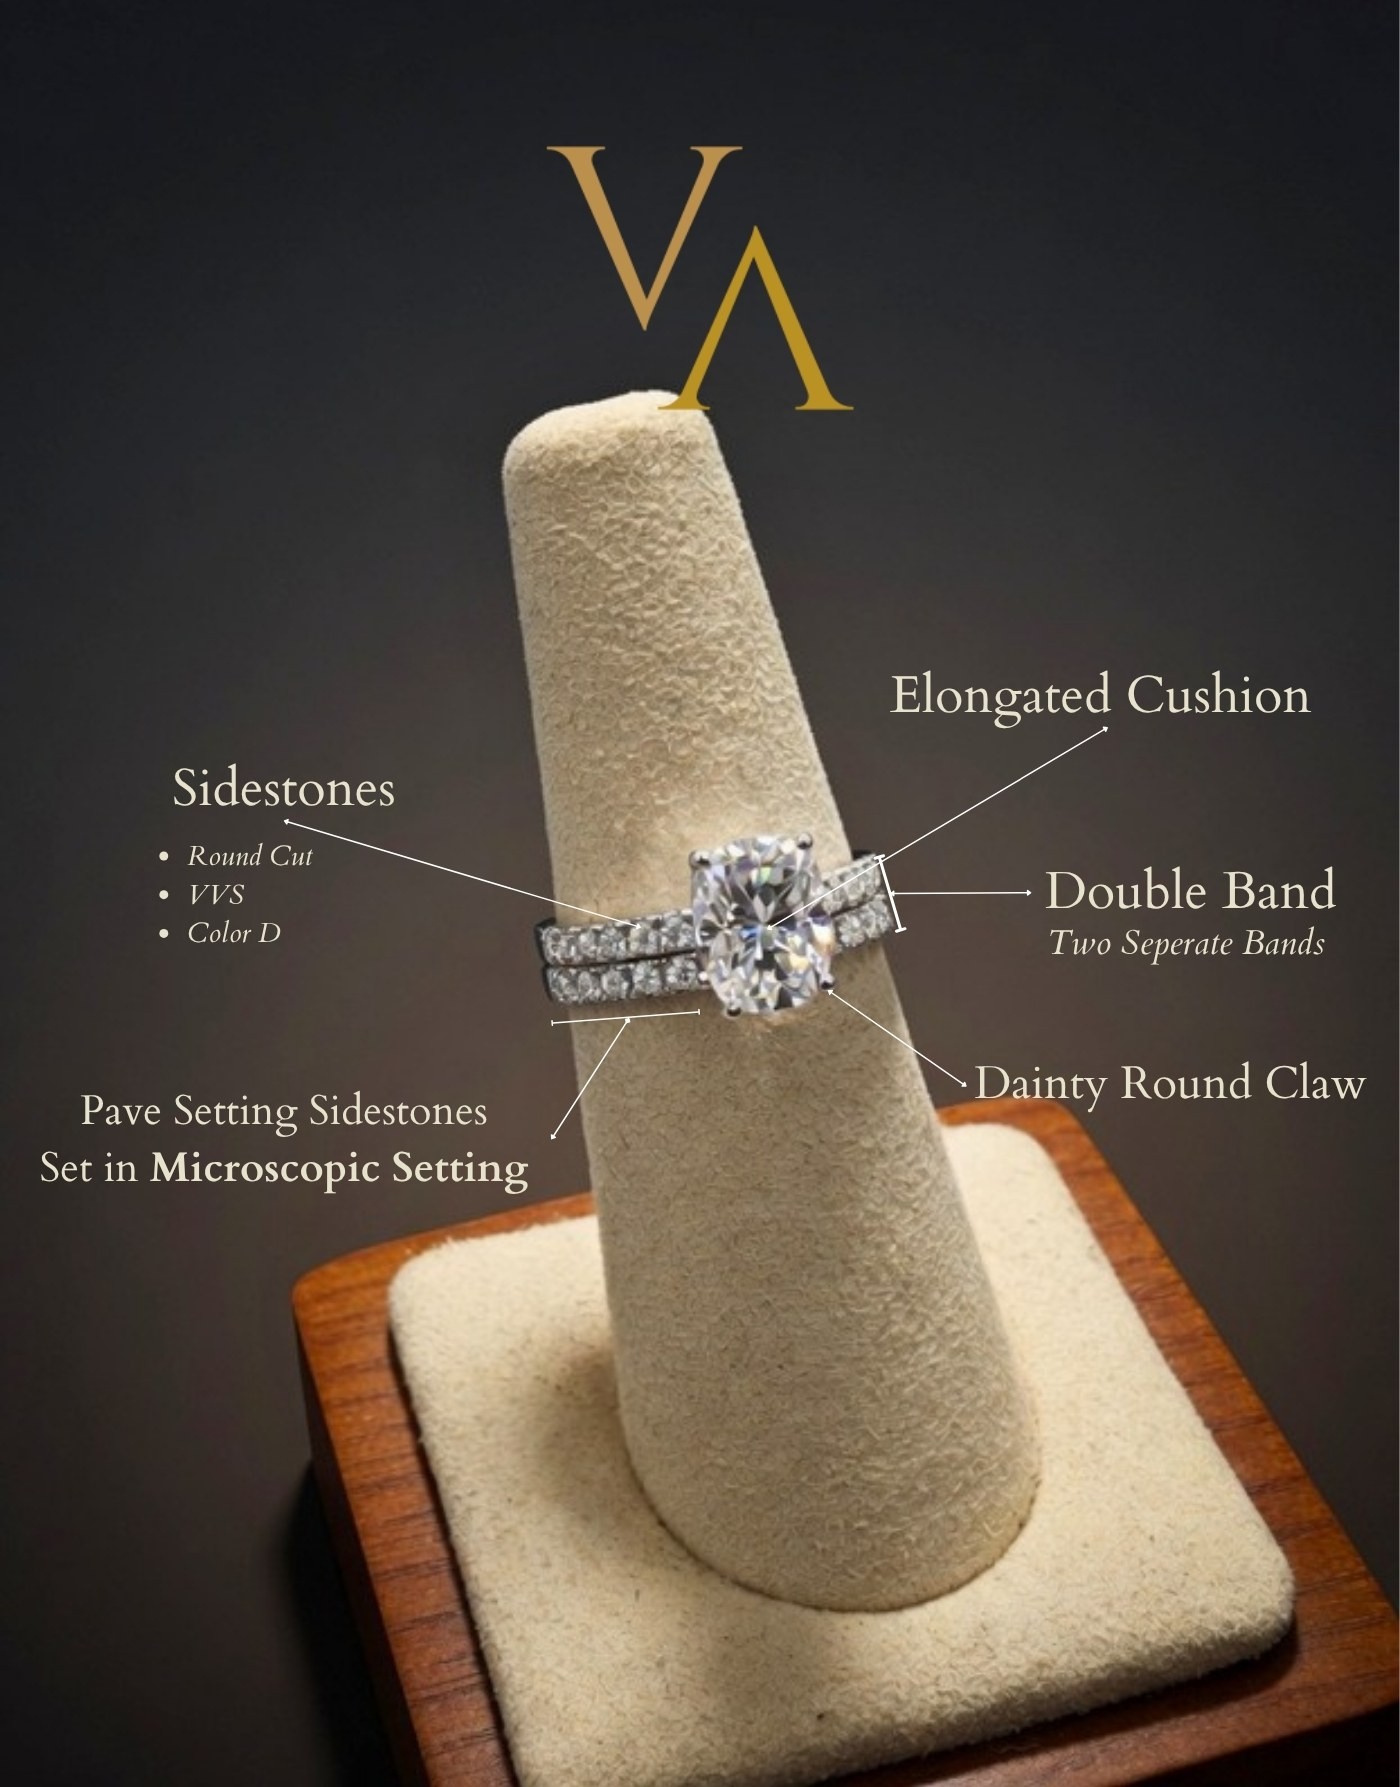 VA
Elongated Cushion
Sidestones
• Round Cut
• VVS
• Color D
Double Band
Two Seperate Bands
Dainty Round Claw
Pave Setting Sidestones
Set in Microscopic Setting